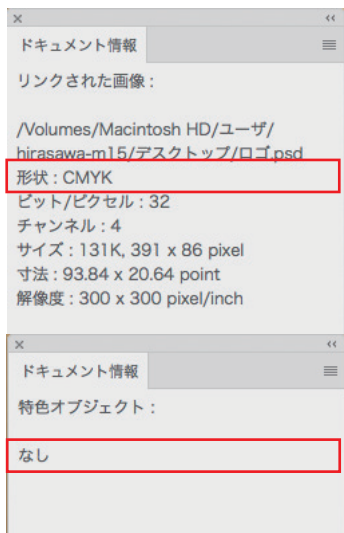 ドキュメント情報
リンクされた画像 :
/Volumes/Macintosh HD/ユーザ/
hirasawa-m15/デスクトップ/ロゴ.psd
形状 : CMYK
ビット/ピクセル : 32
チャンネル : 4
サイズ : 131K, 391 x 86 pixel
寸法 : 93.84 x 20.64 point
解像度 : 300 x 300 pixel/inch
ドキュメント情報
特色オブジェクト :
なし